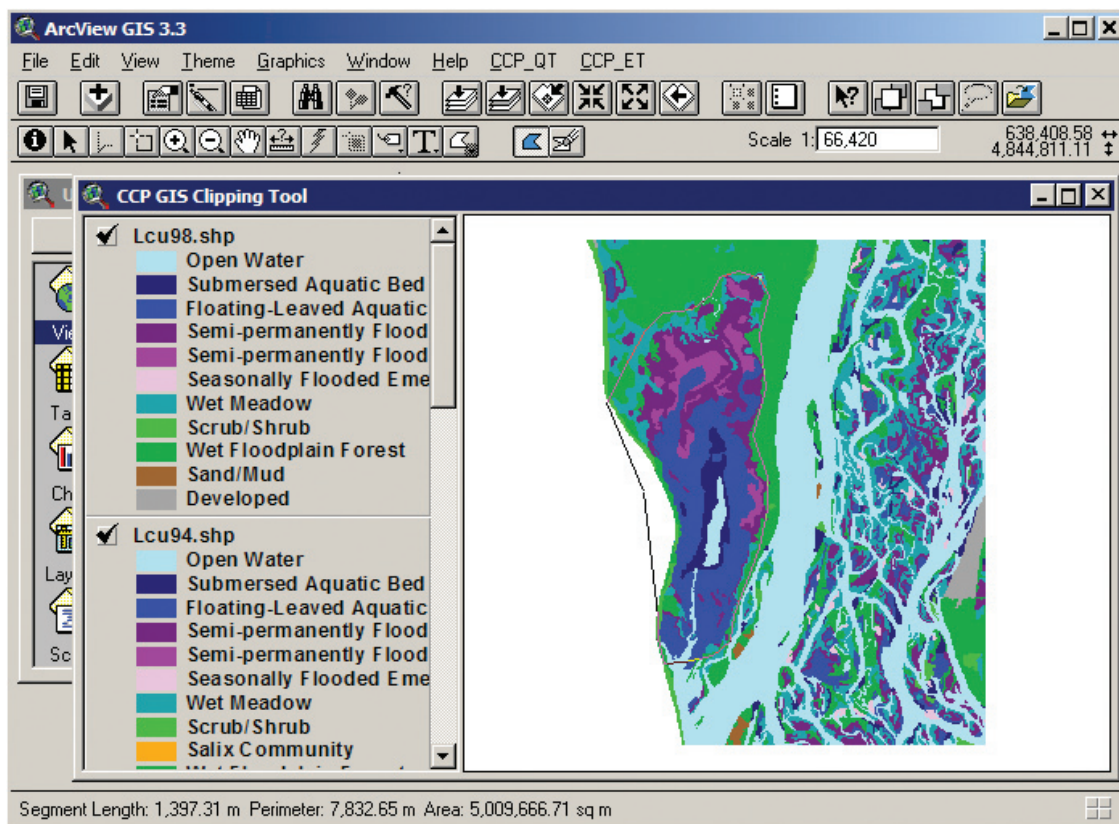 ArcView GIS 3.3
File Edit View Theme Graphics Window Help CCP_QT CCP_ET
Scale 1: 66,420
638,408.58
4,844,811.11
U
CCP GIS Clipping Tool
Lcu98.shp
Open Water
Submersed Aquatic Bed
Floating-Leaved Aquatic
Semi-permanently Flood
Semi-permanently Flood
Seasonally Flooded Eme
Wet Meadow
Scrub/Shrub
Wet Floodplain Forest
Sand/Mud
Developed
Lcu94.shp
Open Water
Submersed Aquatic Bed
Floating-Leaved Aquatic
Semi-permanently Flood
Semi-permanently Flood
Seasonally Flooded Eme
Wet Meadow
Scrub/Shrub
Salix Community
Wet Floodplain Forest
Vie
Ta
Ch
Lay
Sc
Segment Length: 1,397.31 m Perimeter: 7,832.65 m Area: 5,009,666.71 sq m